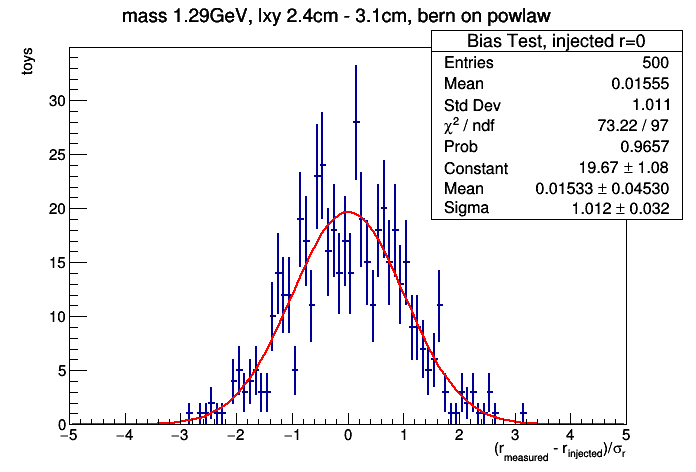 mass 1.29GeV, lxy 2.4cm - 3.1cm, bern on powlaw
Bias Test, injected r=0
Entries 500
Mean 0.01555
Std Dev 1.011
χ² / ndf 73.22 / 97
Prob 0.9657
Constant 19.67 ± 1.08
Mean 0.01533 ± 0.04530
Sigma 1.012 ± 0.032
toys
30
25
20
15
10
5
0
−5 −4 −3 −2 −1 0 1 2 3 4 5
(r_measured - r_injected)/σ_r